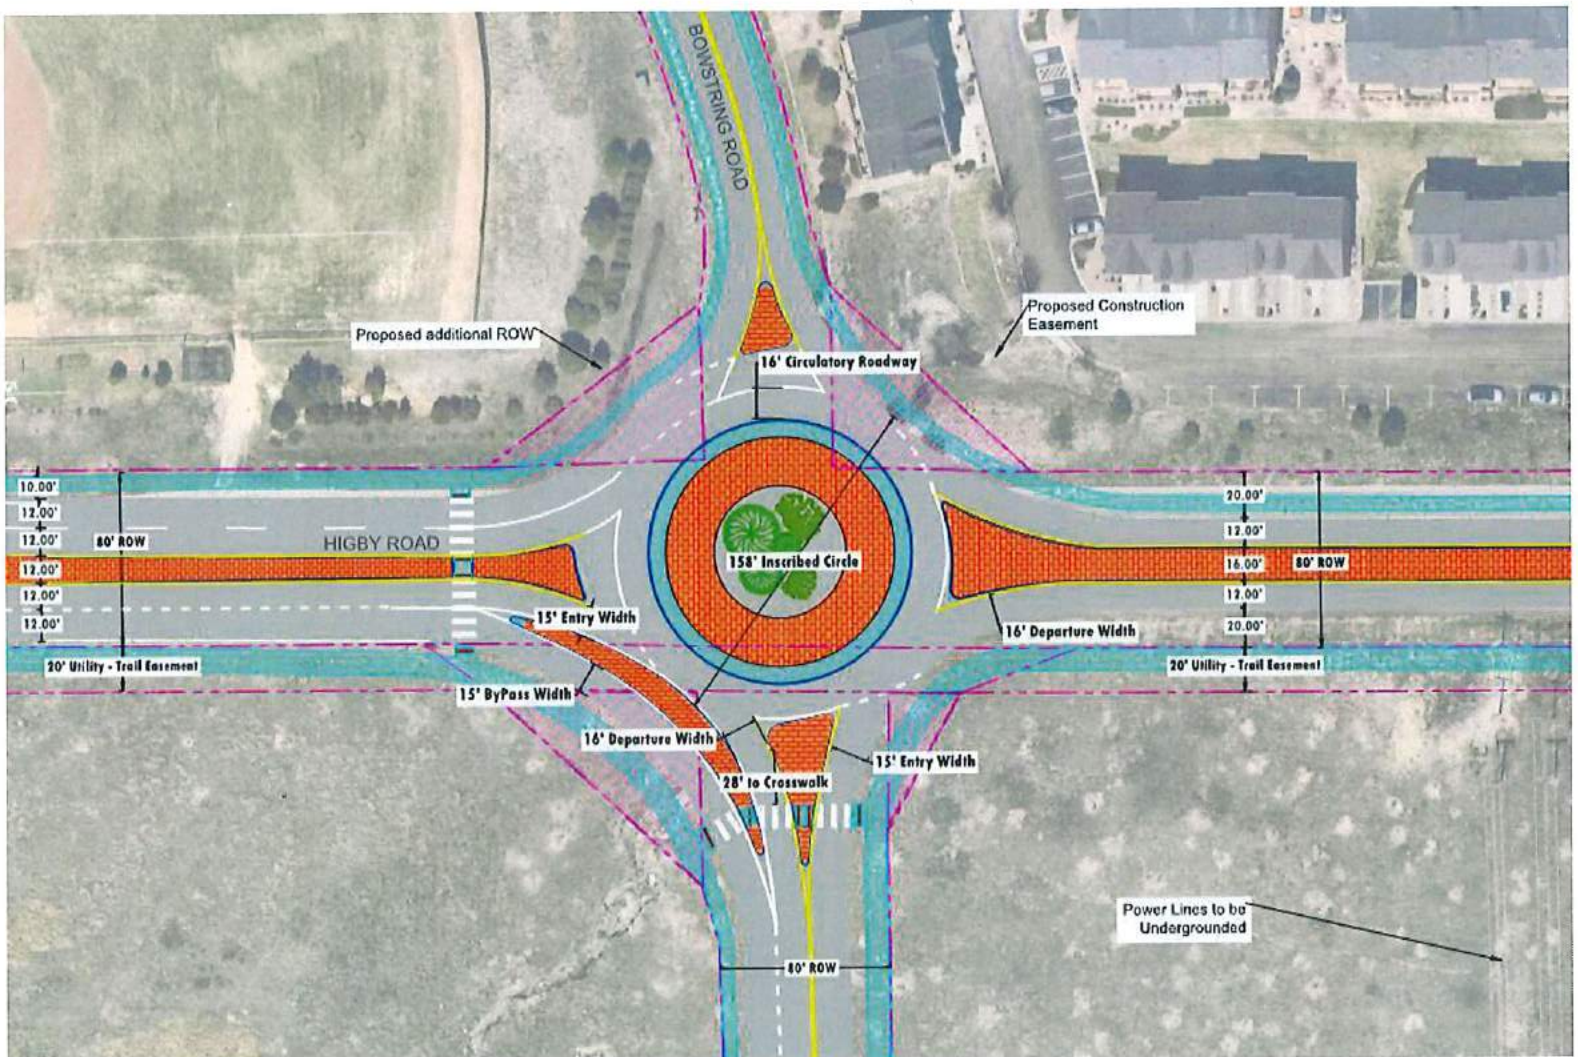 BOWSTRING ROAD
Proposed Construction
Easement
Proposed additional ROW
16' Circulatory Roadway
10.00'
12.00'
12.00'
12.00'
12.00'
12.00'
80' ROW
HIGBY ROAD
20' Utility - Trail Easement
158' Inscribed Circle
15' Entry Width
15' ByPass Width
16' Departure Width
20.00'
12.00'
16.00'
12.00'
20.00'
80' ROW
20' Utility - Trail Easement
16' Departure Width
15' Entry Width
28' to Crosswalk
Power Lines to be
Undergrounded
80' ROW